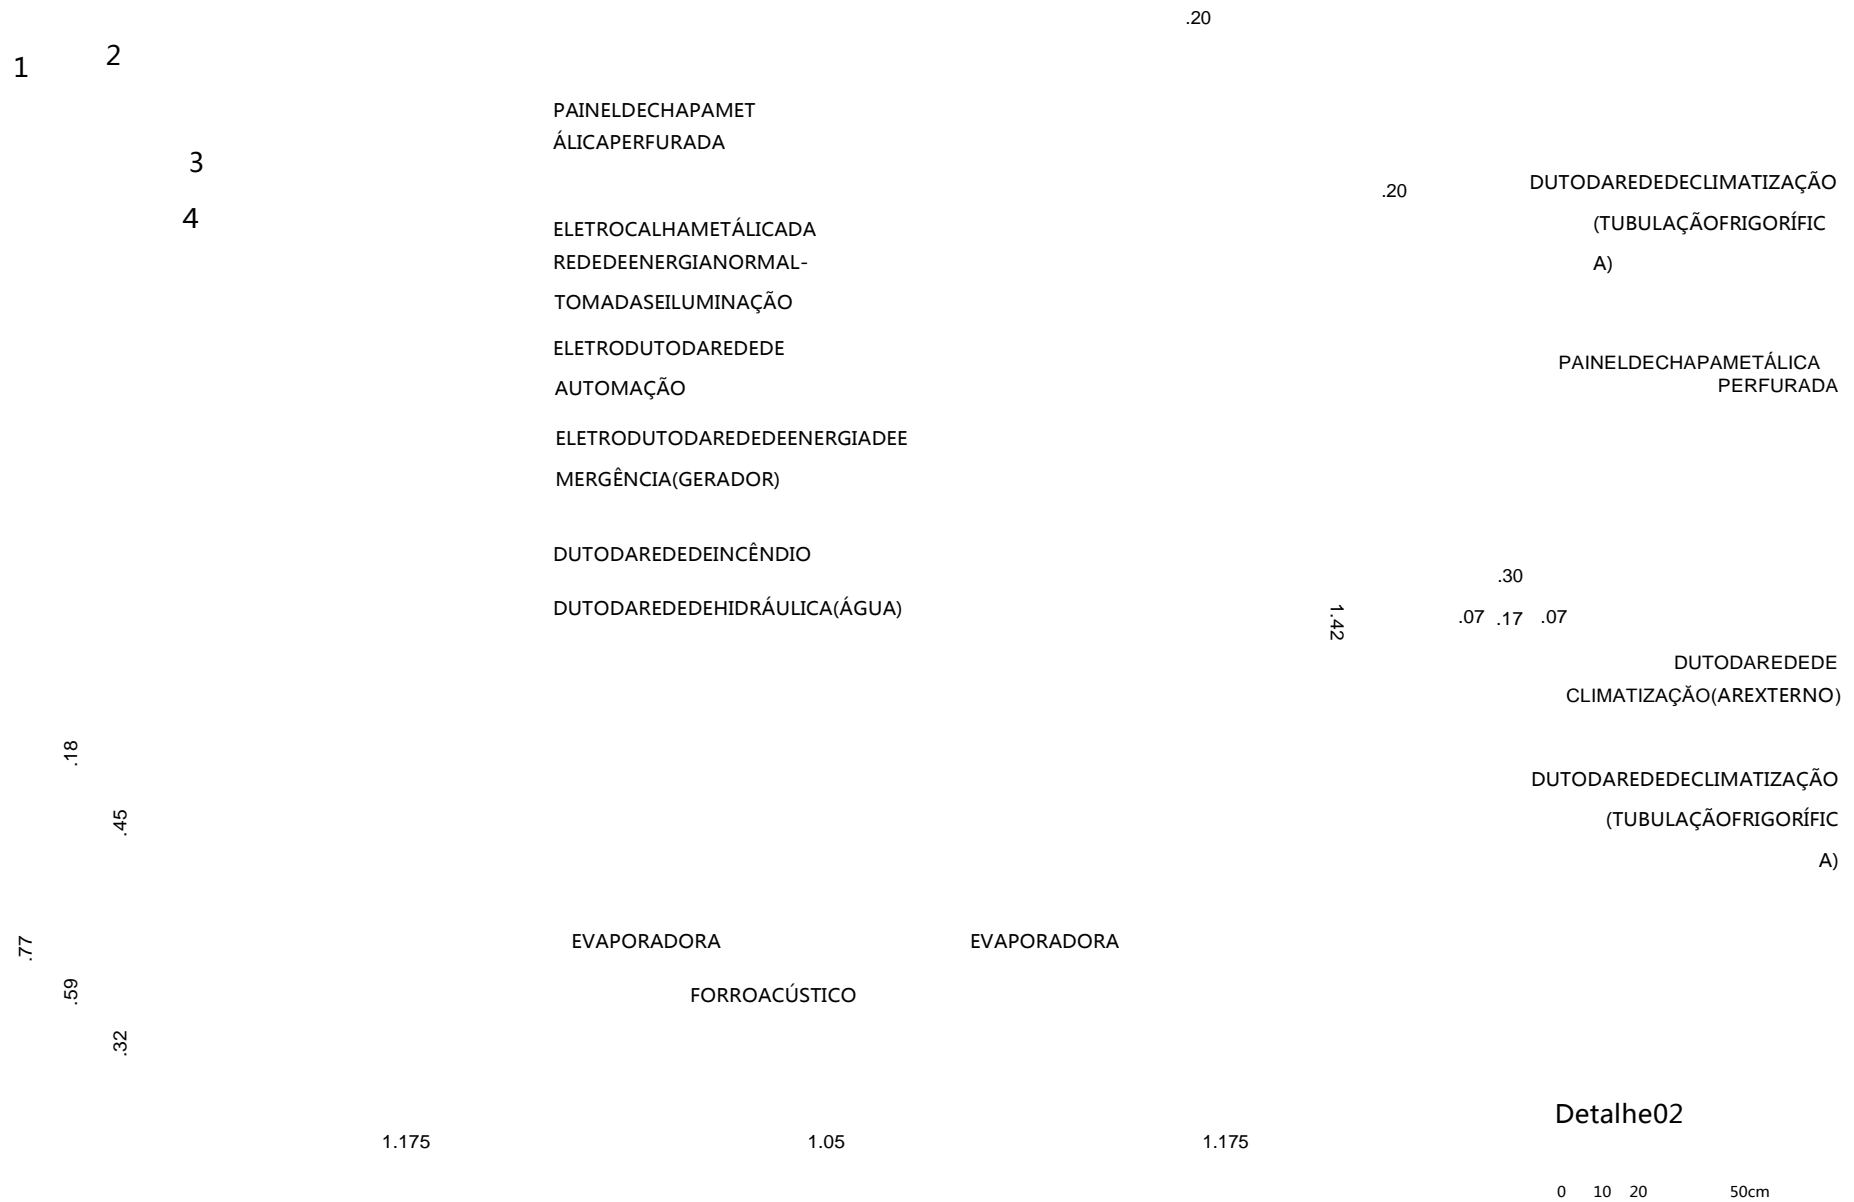 .20
1
2
PAINELDECHAPAMET
ÁLICAPERFURADA
3
4
ELETROCALHAMETÁLICADA
REDEDEENERGIANORMAL-
TOMADASEILUMINAÇÃO
ELETRODUTODAREDEDE
AUTOMAÇÃO
ELETRODUTODAREDEDEENERGIADEE
MERGÊNCIA(GERADOR)
DUTODAREDEDEINCÊNDIO
DUTODAREDEDEHIDRÁULICA(ÁGUA)
.20
DUTODAREDEDECLIMATIZAÇÃO
(TUBULAÇÃOFRIGORÍFIC
A)
PAINELDECHAPAMETÁLICA
PERFURADA
.30
1.42
.07 .17 .07
DUTODAREDEDE
CLIMATIZAÇÃO(AREXTERNO)
.18
.45
DUTODAREDEDECLIMATIZAÇÃO
(TUBULAÇÃOFRIGORÍFIC
A)
.77
EVAPORADORA EVAPORADORA
.59
FORROACÚSTICO
.32
Detalhe02
1.175 1.05 1.175
0 10 20 50cm